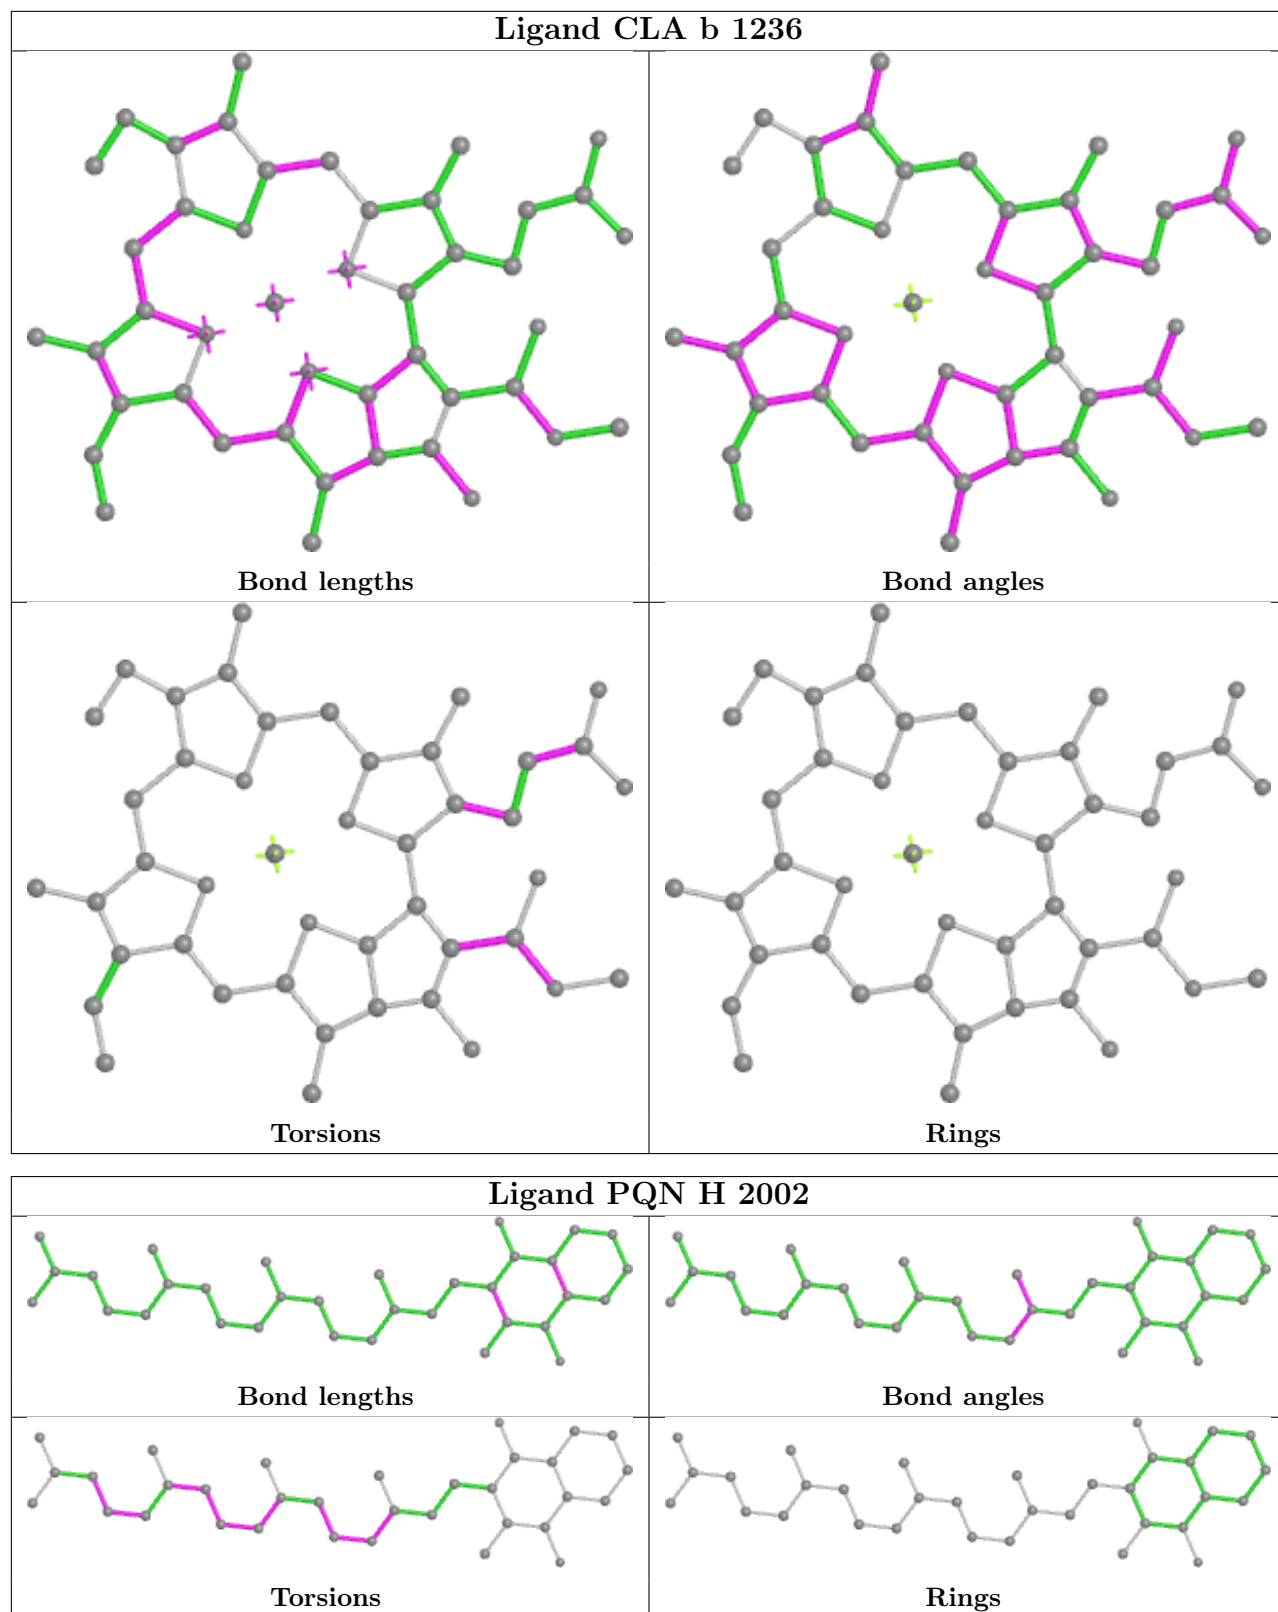 Ligand CLA b 1236
Bond lengths
Bond angles
Torsions
Rings
Ligand PQN H 2002
Bond lengths
Bond angles
Torsions
Rings